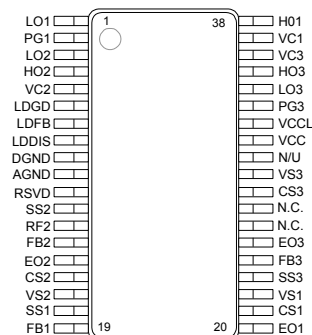 LO1 1 38 H01
PG1 VC1
LO2 VC3
HO2 HO3
VC2 LO3
LDGD PG3
LDFB VCCL
LDDIS VCC
DGND N/U
AGND VS3
RSVD CS3
SS2 N.C.
RF2 N.C.
FB2 EO3
EO2 FB3
CS2 SS3
VS2 VS1
SS1 CS1
FB1 19 20 EO1